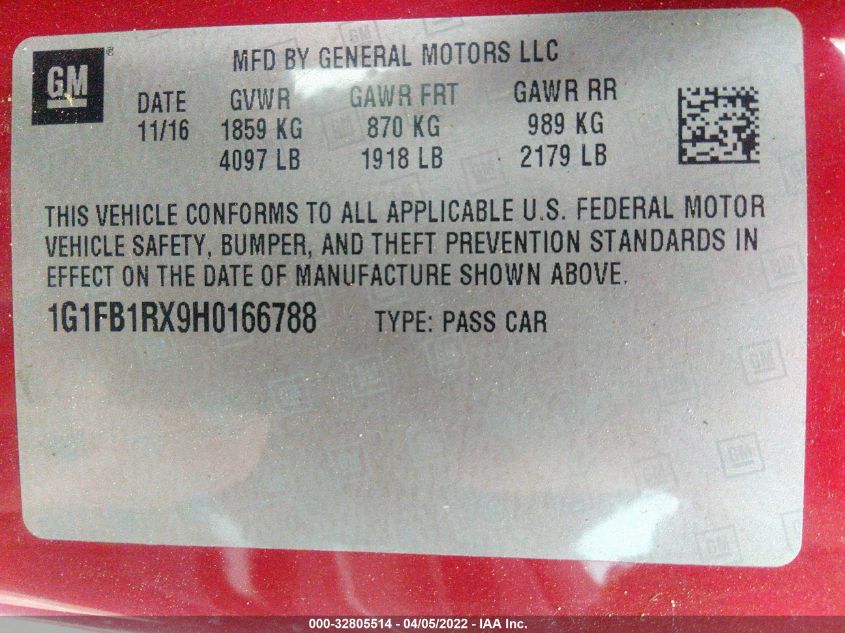 GM
®
MFD BY GENERAL MOTORS LLC
DATE GVWR GAWR FRT GAWR RR
11/16 1859 KG 870 KG 989 KG
4097 LB 1918 LB 2179 LB
THIS VEHICLE CONFORMS TO ALL APPLICABLE U.S. FEDERAL MOTOR
VEHICLE SAFETY, BUMPER, AND THEFT PREVENTION STANDARDS IN
EFFECT ON THE DATE OF MANUFACTURE SHOWN ABOVE.
1G1FB1RX9H0166788 TYPE: PASS CAR
000-32805514 - 04/05/2022 - IAA Inc.